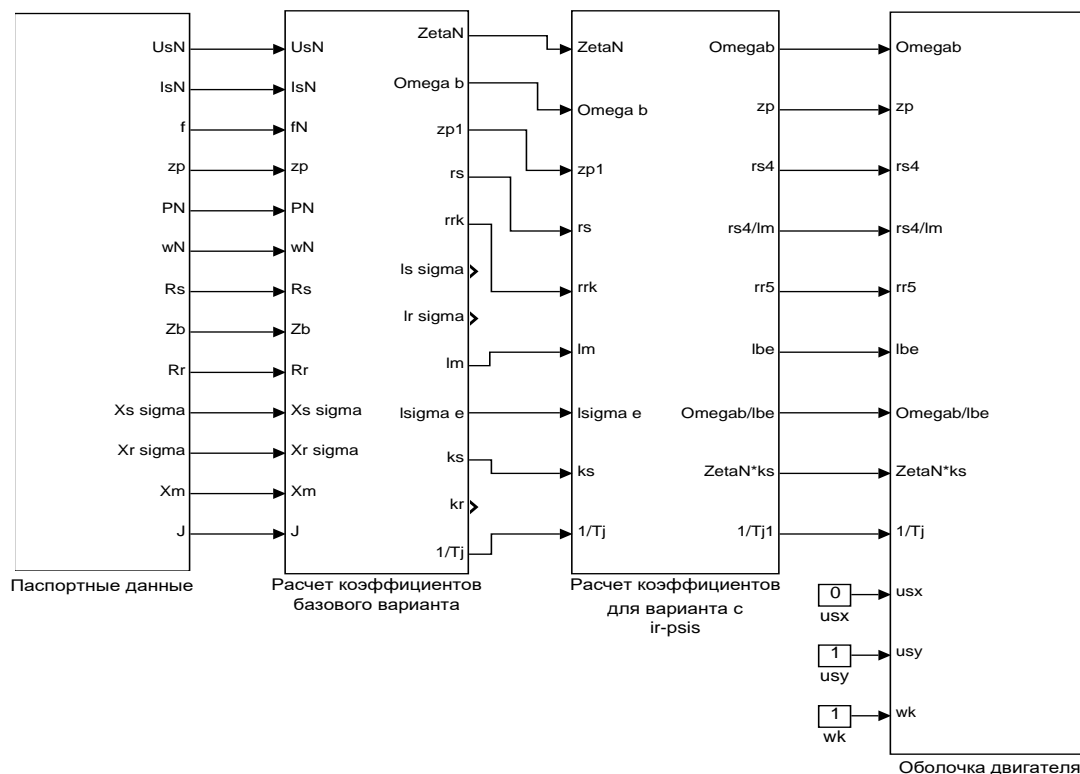 UsN
IsN
f
zp
PN
wN
Rs
Zb
Rr
Xs sigma
Xr sigma
Xm
J
Паспортные данные
UsN
IsN
fN
zp
PN
wN
Rs
Zb
Rr
Xs sigma
Xr sigma
Xm
J
ZetaN
Omega b
zp1
rs
rrk
ls sigma
lr sigma
lm
lsigma e
ks
kr
1/Tj
Расчет коэффициентов
базового варианта
ZetaN
Omega b
zp1
rs
rrk
lm
lsigma e
ks
1/Tj
Omegab
zp
rs4
rs4/lm
rr5
lbe
Omegab/lbe
ZetaN*ks
1/Tj1
Расчет коэффициентов
для варианта с
ir-psis
0
usx
1
usy
1
wk
Omegab
zp
rs4
rs4/lm
rr5
lbe
Omegab/lbe
ZetaN*ks
1/Tj
usx
usy
wk
Оболочка двигателя